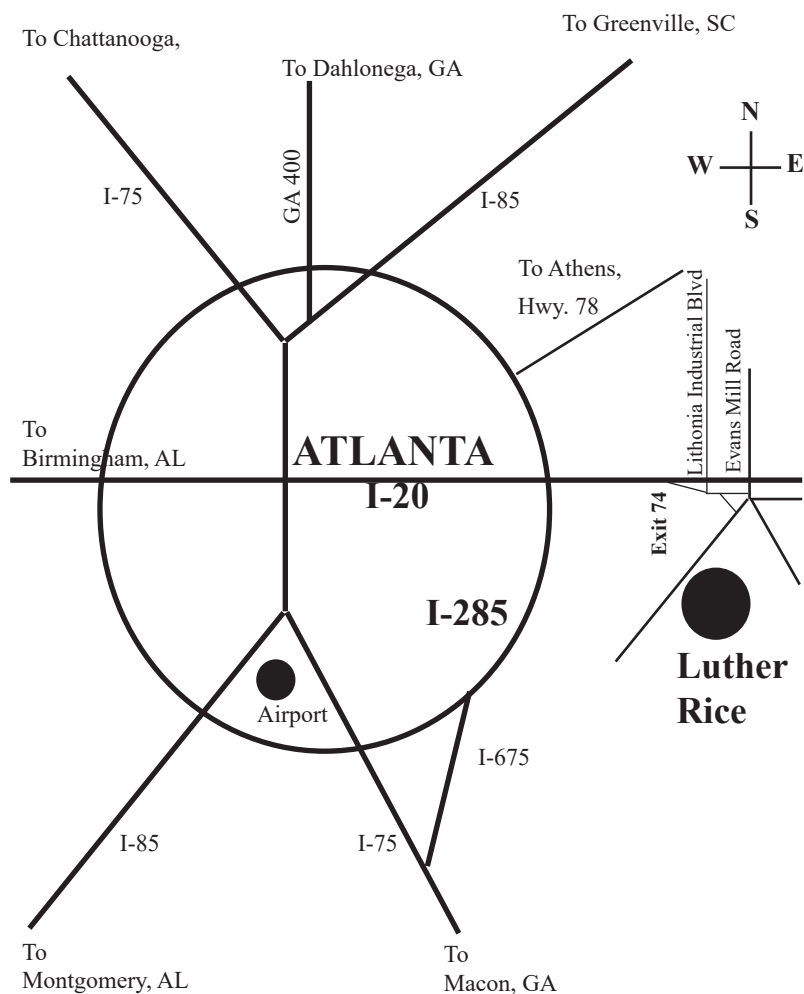 To Greenville, SC
To Chattanooga,
To Dahlonega, GA
N
W
E
S
I-75
GA 400
I-85
To Athens,
Hwy. 78
Lithonia Industrial Blvd
Evans Mill Road
To
Birmingham, AL
ATLANTA
I-20
Exit 74
I-285
Luther
Rice
Airport
I-675
I-85
I-75
To
Montgomery, AL
To
Macon, GA